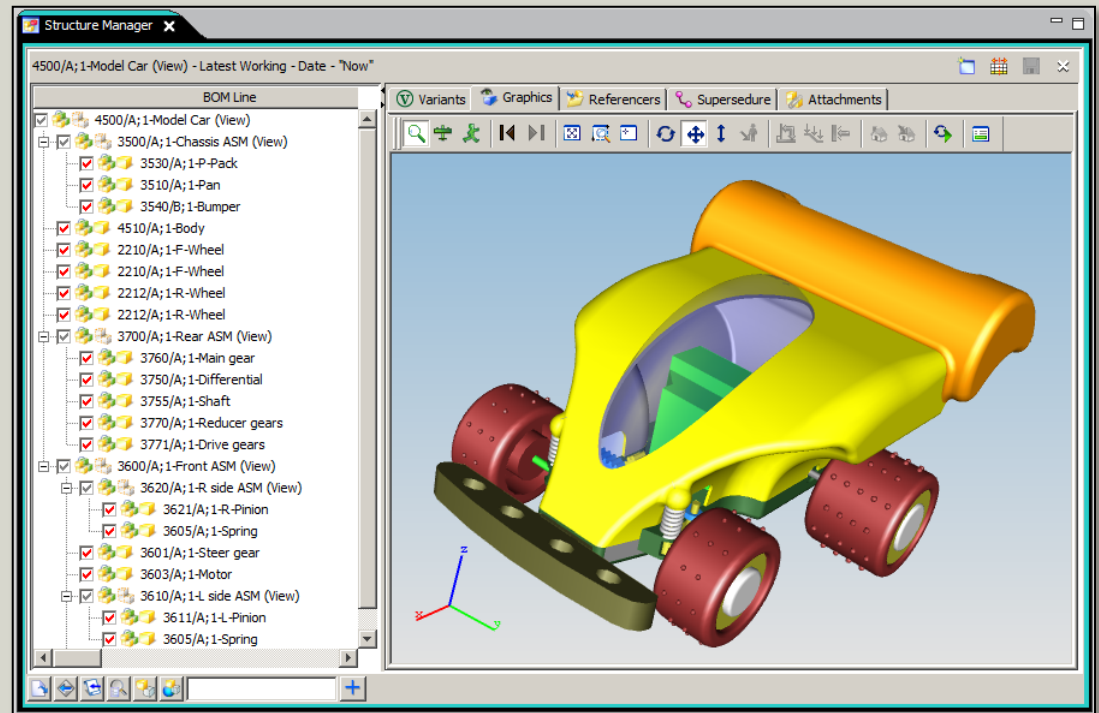 Structure Manager
4500/A;1-Model Car (View) - Latest Working - Date - "Now"
BOM Line
4500/A;1-Model Car (View)
3500/A;1-Chassis ASM (View)
3530/A;1-P-Pack
3510/A;1-Pan
3540/B;1-Bumper
4510/A;1-Body
2210/A;1-F-Wheel
2210/A;1-F-Wheel
2212/A;1-R-Wheel
2212/A;1-R-Wheel
3700/A;1-Rear ASM (View)
3760/A;1-Main gear
3750/A;1-Differential
3755/A;1-Shaft
3770/A;1-Reducer gears
3771/A;1-Drive gears
3600/A;1-Front ASM (View)
3620/A;1-R side ASM (View)
3621/A;1-R-Pinion
3605/A;1-Spring
3601/A;1-Steer gear
3603/A;1-Motor
3610/A;1-L side ASM (View)
3611/A;1-L-Pinion
3605/A;1-Spring
Variants Graphics Referencers Supersedure Attachments
z
x
y